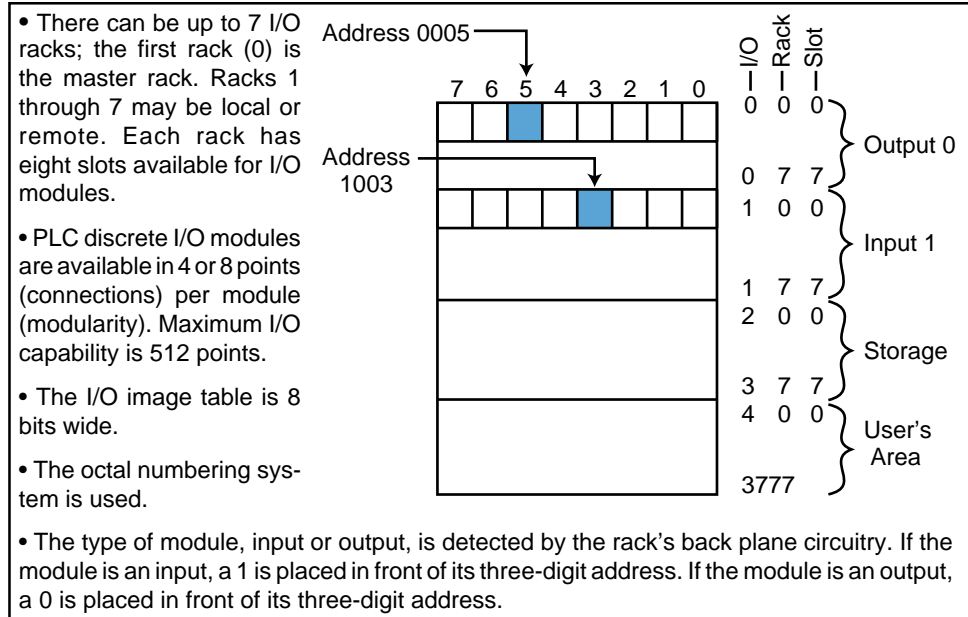 • There can be up to 7 I/O
racks; the first rack (0) is
the master rack. Racks 1
through 7 may be local or
remote. Each rack has
eight slots available for I/O
modules.
• PLC discrete I/O modules
are available in 4 or 8 points
(connections) per module
(modularity). Maximum I/O
capability is 512 points.
• The I/O image table is 8
bits wide.
• The octal numbering sys-
tem is used.
Address 0005
7 6 5 4 3 2 1 0
Address
1003
I/O
Rack
Slot
0 0 0
Output 0
0 7 7
1 0 0
Input 1
1 7 7
2 0 0
Storage
3 7 7
4 0 0
User's
Area
3777
• The type of module, input or output, is detected by the rack's back plane circuitry. If the
module is an input, a 1 is placed in front of its three-digit address. If the module is an output,
a 0 is placed in front of its three-digit address.